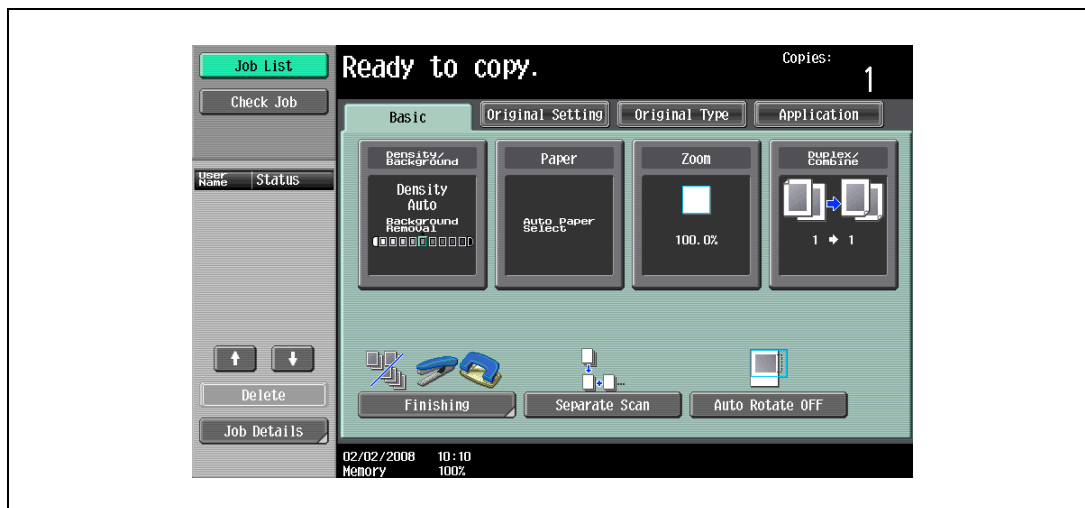 Job List
Check Job
User Name
Status
Delete
Job Details
Ready to copy.
Copies:
1
Basic
Original Setting
Original Type
Application
Density/
Background
Density
Auto
Background
Removal
Paper
Auto Paper
Select
Zoom
100.0%
Duplex/
Combine
1 → 1
Finishing
Separate Scan
Auto Rotate OFF
02/02/2008 10:10
Memory 100%